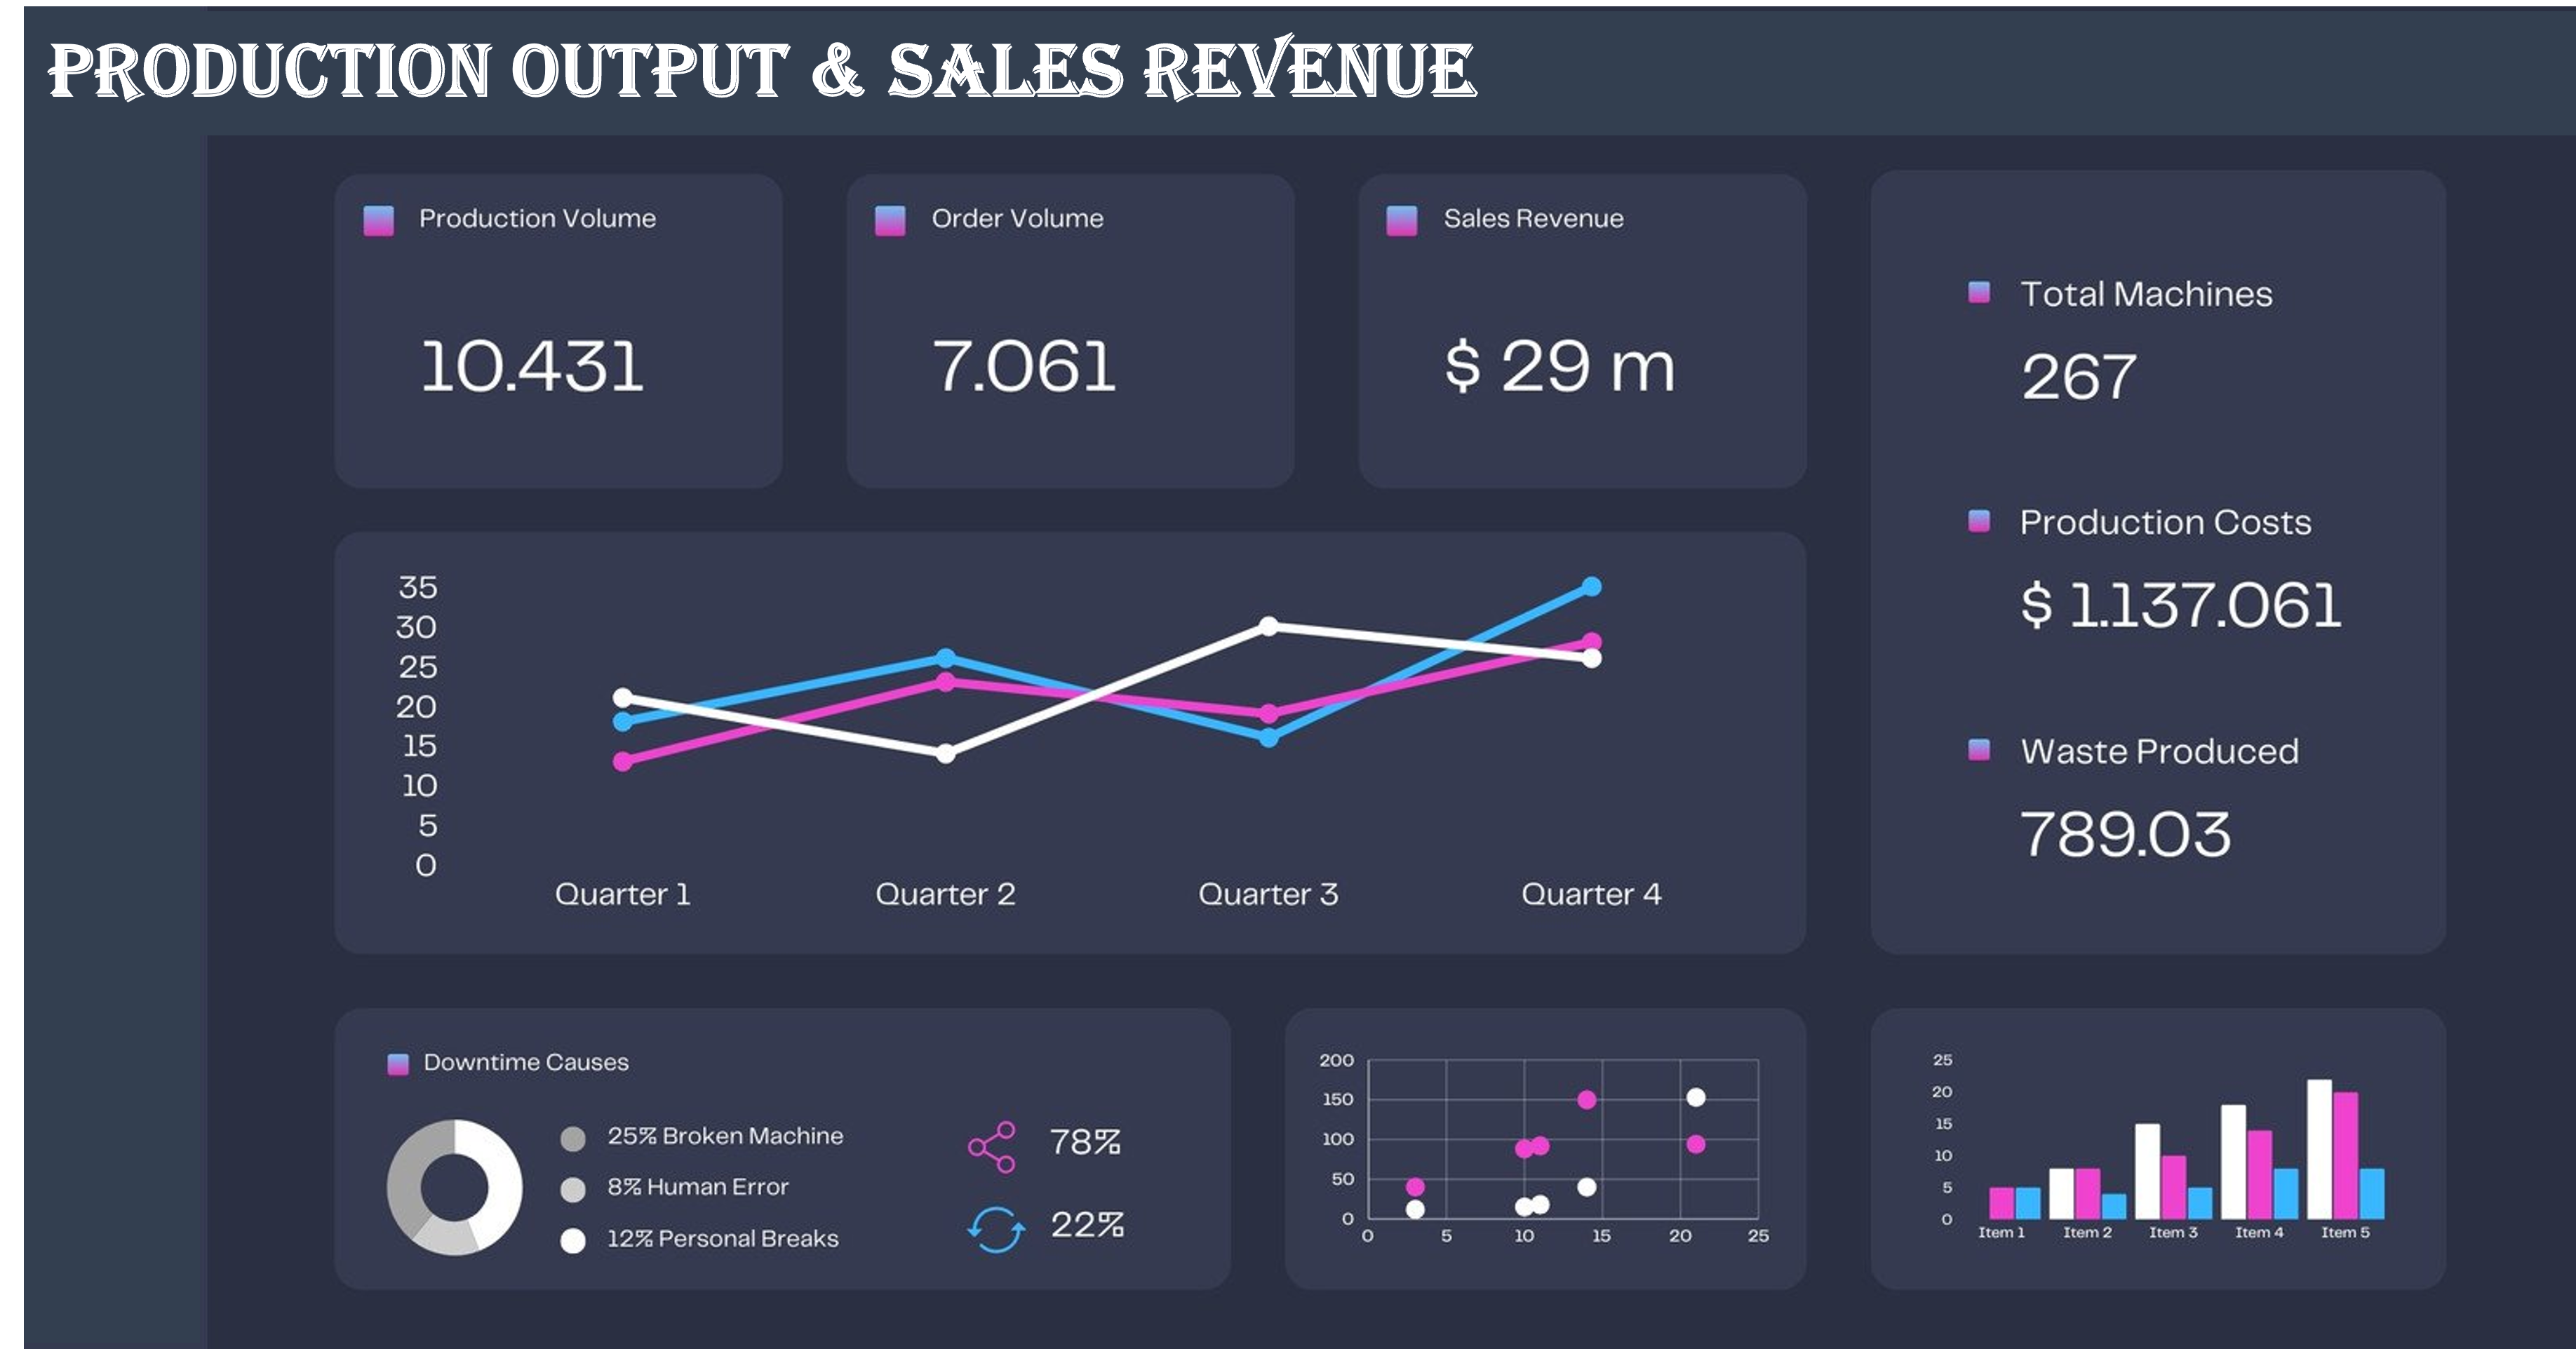 PRODUCTION OUTPUT & SALES REVENUE
Production Volume
10.431
Order Volume
7.061
Sales Revenue
$ 29 m
Total Machines
267
Production Costs
$ 1.137.061
Waste Produced
789.03
35
30
25
20
15
10
5
0
Quarter 1 Quarter 2 Quarter 3 Quarter 4
Downtime Causes
25% Broken Machine
8% Human Error
12% Personal Breaks
78%
22%
200
150
100
50
0
0 5 10 15 20 25
25
20
15
10
5
0
Item 1 Item 2 Item 3 Item 4 Item 5